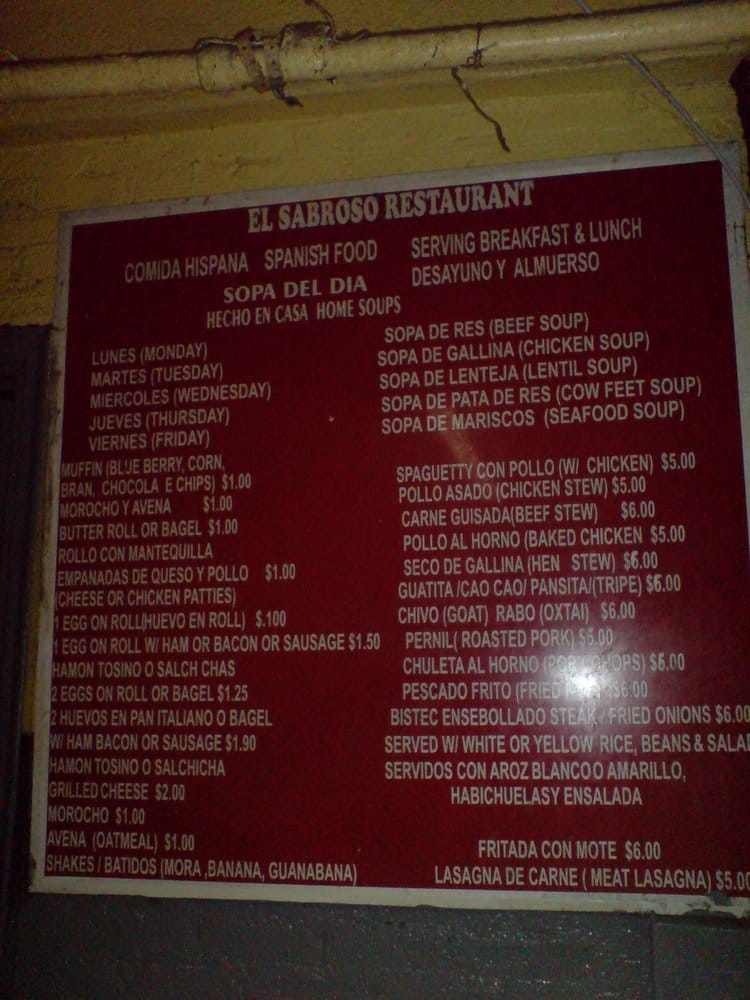 EL SABROSO RESTAURANT
COMIDA HISPANA SPANISH FOOD
SERVING BREAKFAST & LUNCH
DESAYUNO Y ALMUERSO
SOPA DEL DIA
HECHO EN CASA HOME SOUPS
LUNES (MONDAY)
MARTES (TUESDAY)
MIERCOLES (WEDNESDAY)
JUEVES (THURSDAY)
VIERNES (FRIDAY)
SOPA DE RES (BEEF SOUP)
SOPA DE GALLINA (CHICKEN SOUP)
SOPA DE LENTEJA (LENTIL SOUP)
SOPA DE PATA DE RES (COW FEET SOUP)
SOPA DE MARISCOS (SEAFOOD SOUP)
MUFFIN (BLUE BERRY, CORN,
BRAN, CHOCOLA E CHIPS) $1.00
MOROCHO Y AVENA $1.00
BUTTER ROLL OR BAGEL $1.00
ROLLO CON MANTEQUILLA
EMPANADAS DE QUESO Y POLLO $1.00
(CHEESE OR CHICKEN PATTIES)
1 EGG ON ROLL(HUEVO EN ROLL) $.100
1 EGG ON ROLL W/ HAM OR BACON OR SAUSAGE $1.50
HAMON TOSINO O SALCH CHAS
2 EGGS ON ROLL OR BAGEL $1.25
2 HUEVOS EN PAN ITALIANO O BAGEL
W/ HAM BACON OR SAUSAGE $1.90
HAMON TOSINO O SALCHICHA
GRILLED CHEESE $2.00
MOROCHO $1.00
AVENA (OATMEAL) $1.00
SHAKES / BATIDOS (MORA ,BANANA, GUANABANA)
SPAGUETTY CON POLLO (W/ CHICKEN) $5.00
POLLO ASADO (CHICKEN STEW) $5.00
CARNE GUISADA(BEEF STEW) $6.00
POLLO AL HORNO (BAKED CHICKEN $5.00
SECO DE GALLINA (HEN STEW) $6.00
GUATITA /CAO CAO/ PANSITA/(TRIPE) $6.00
CHIVO (GOAT) RABO (OXTAI) $6.00
PERNIL( ROASTED PORK) $5.00
CHULETA AL HORNO (PORK CHOPS) $5.00
PESCADO FRITO (FRIED $6.00
BISTEC ENSEBOLLADO STEAK / FRIED ONIONS $6.00
SERVED W/ WHITE OR YELLOW RICE, BEANS & SALAD
SERVIDOS CON AROZ BLANCO O AMARILLO,
HABICHUELASY ENSALADA
FRITADA CON MOTE $6.00
LASAGNA DE CARNE ( MEAT LASAGNA) $5.00